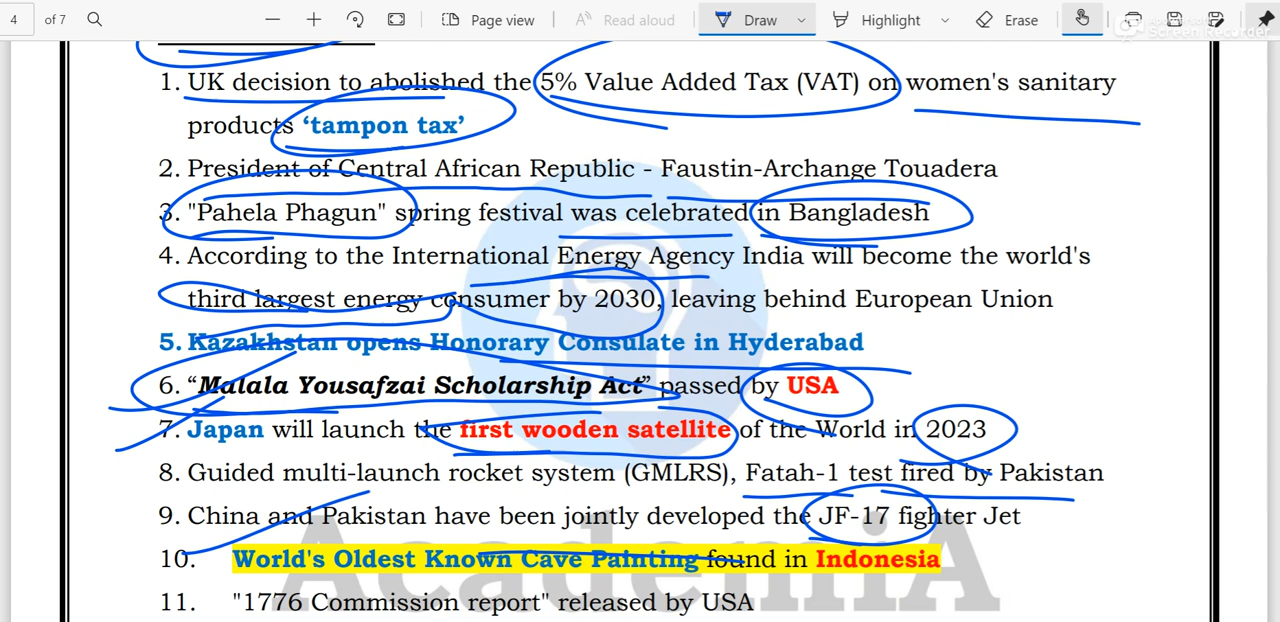 4 of 7 Page view Read aloud Draw Highlight Erase
Screen Recorder
1. UK decision to abolished the 5% Value Added Tax (VAT) on women's sanitary
products ‘tampon tax’
2. President of Central African Republic - Faustin-Archange Touadera
3. "Pahela Phagun" spring festival was celebrated in Bangladesh
4. According to the International Energy Agency India will become the world's
third largest energy consumer by 2030, leaving behind European Union
5. Kazakhstan opens Honorary Consulate in Hyderabad
6. “Malala Yousafzai Scholarship Act” passed by USA
7. Japan will launch the first wooden satellite of the World in 2023
8. Guided multi-launch rocket system (GMLRS), Fatah-1 test fired by Pakistan
9. China and Pakistan have been jointly developed the JF-17 fighter Jet
10. World's Oldest Known Cave Painting found in Indonesia
AcademiA
11. "1776 Commission report" released by USA